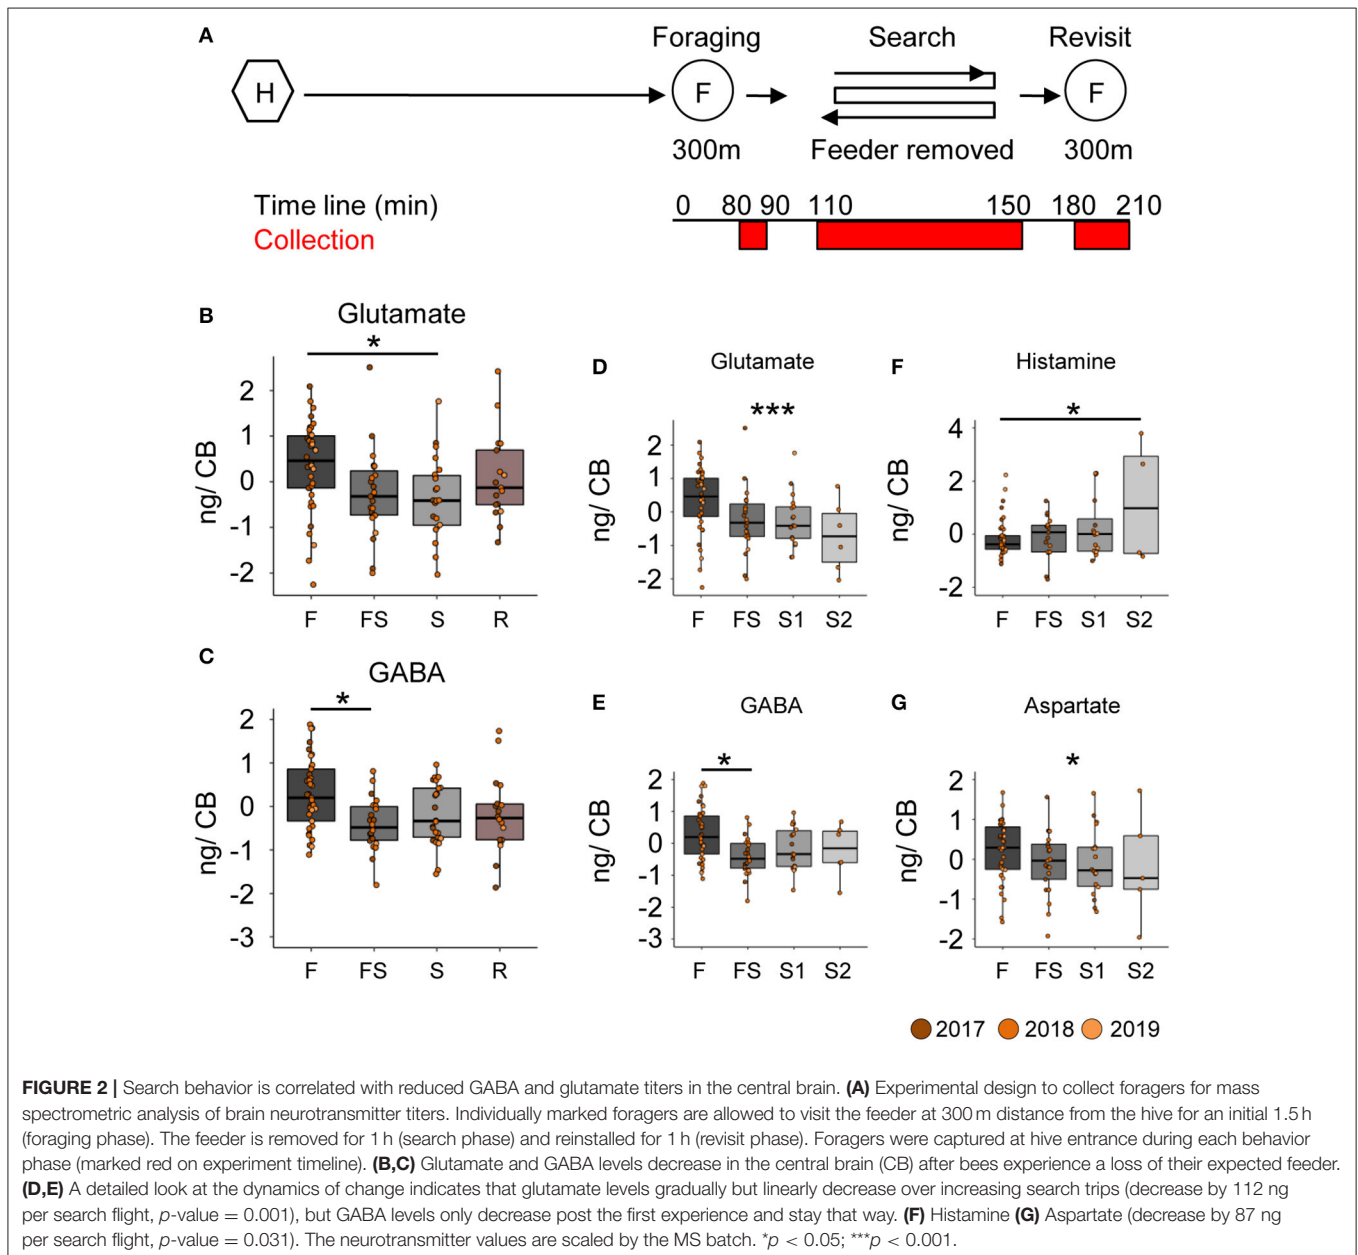 A
Foraging Search Revisit
H F F
300m Feeder removed 300m
Time line (min) 0 80 90 110 150 180 210
Collection
B
Glutamate
*
ng/ CB
2
1
0
-1
-2
F FS S R
C
GABA
*
ng/ CB
2
1
0
-1
-2
-3
F FS S R
D
Glutamate
***
ng/ CB
2
1
0
-1
-2
F FS S1 S2
E
GABA
*
ng/ CB
2
1
0
-1
-2
-3
F FS S1 S2
F
Histamine
*
ng/ CB
4
2
0
-2
F FS S1 S2
G
Aspartate
*
ng/ CB
2
1
0
-1
-2
F FS S1 S2
2017 2018 2019
FIGURE 2 | Search behavior is correlated with reduced GABA and glutamate titers in the central brain. (A) Experimental design to collect foragers for mass
spectrometric analysis of brain neurotransmitter titers. Individually marked foragers are allowed to visit the feeder at 300 m distance from the hive for an initial 1.5 h
(foraging phase). The feeder is removed for 1 h (search phase) and reinstalled for 1 h (revisit phase). Foragers were captured at hive entrance during each behavior
phase (marked red on experiment timeline). (B,C) Glutamate and GABA levels decrease in the central brain (CB) after bees experience a loss of their expected feeder.
(D,E) A detailed look at the dynamics of change indicates that glutamate levels gradually but linearly decrease over increasing search trips (decrease by 112 ng
per search flight, p-value = 0.001), but GABA levels only decrease post the first experience and stay that way. (F) Histamine (G) Aspartate (decrease by 87 ng
per search flight, p-value = 0.031). The neurotransmitter values are scaled by the MS batch. *p < 0.05; ***p < 0.001.